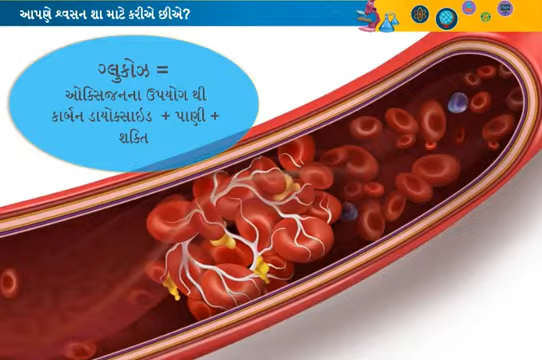 આપણે શ્વસન શા માટે કરીએ છીએ?
ગ્લુકોઝ =
ઓક્સિજનના ઉપયોગ થી
કાર્બન ડાયોક્સાઇડ + પાણી +
શક્તિ